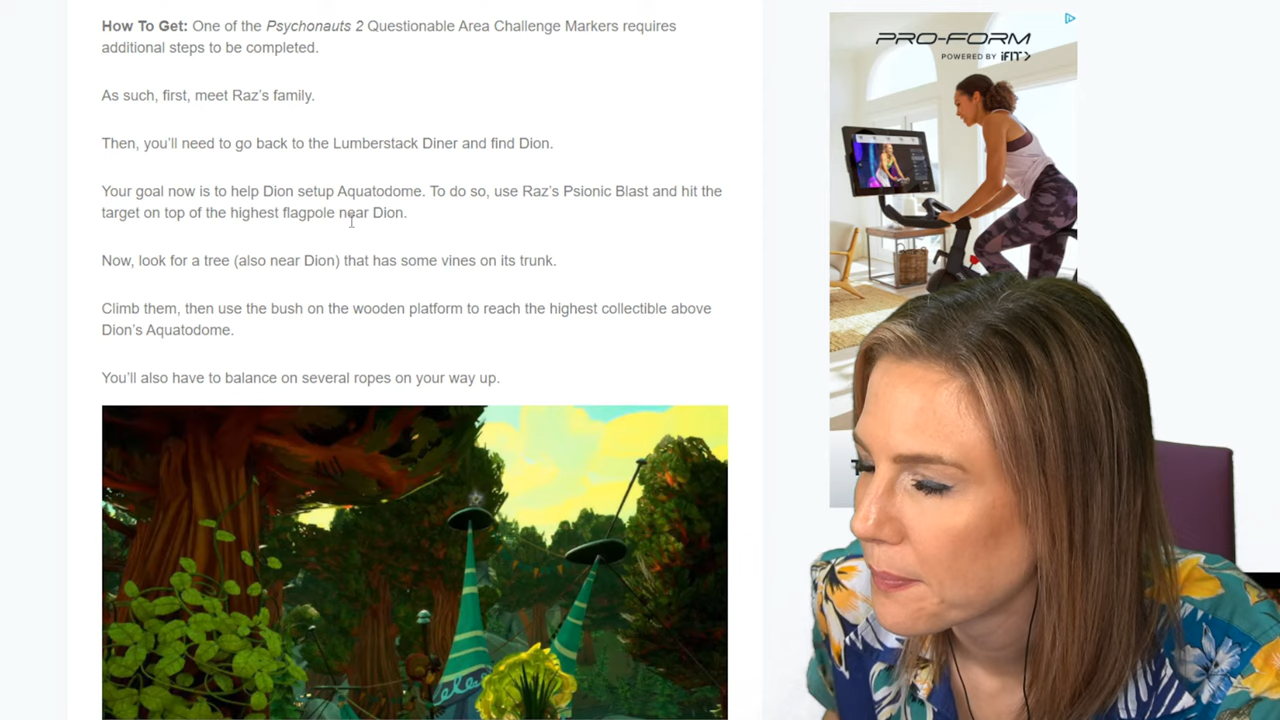 How To Get: One of the Psychonauts 2 Questionable Area Challenge Markers requires
additional steps to be completed.
As such, first, meet Raz's family.
Then, you'll need to go back to the Lumberstack Diner and find Dion.
Your goal now is to help Dion setup Aquatodome. To do so, use Raz's Psionic Blast and hit the
target on top of the highest flagpole near Dion.
Now, look for a tree (also near Dion) that has some vines on its trunk.
Climb them, then use the bush on the wooden platform to reach the highest collectible above
Dion's Aquatodome.
You'll also have to balance on several ropes on your way up.
PRO-FORM
POWERED BY iFIT